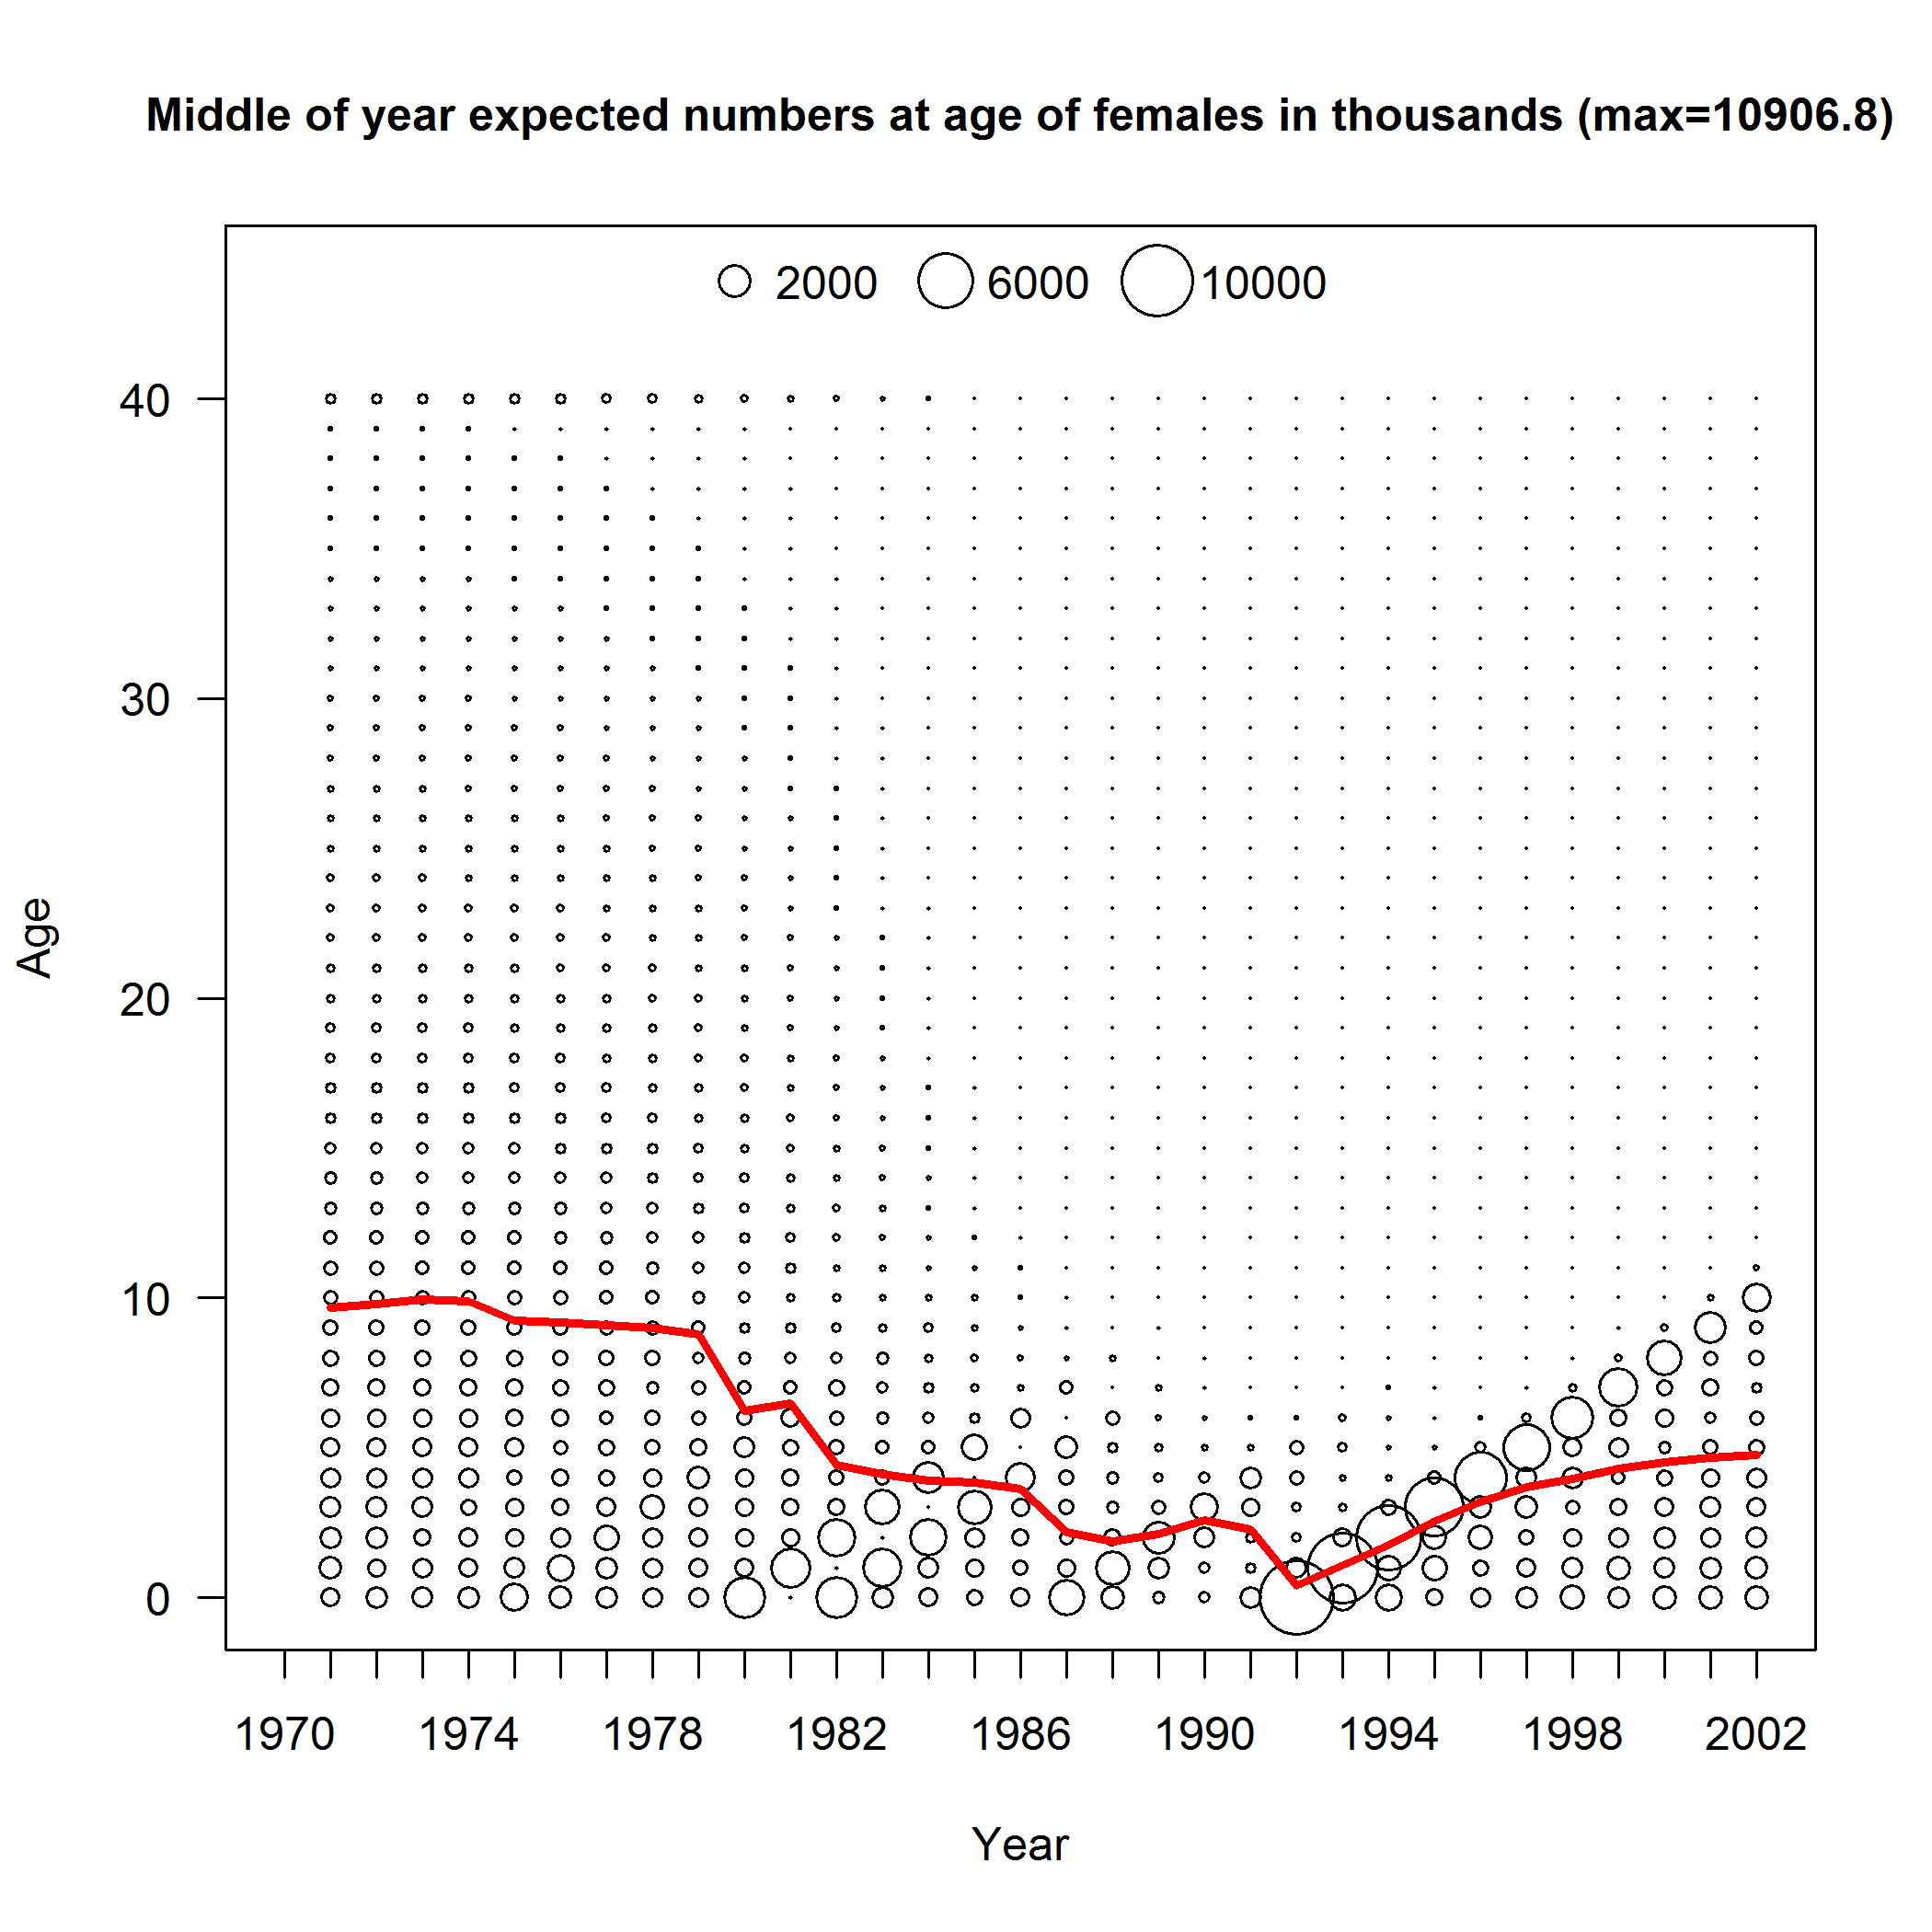 Middle of year expected numbers at age of females in thousands (max=10906.8)
2000 6000 10000
40
30
20
10
0
Age
1970 1974 1978 1982 1986 1990 1994 1998 2002
Year